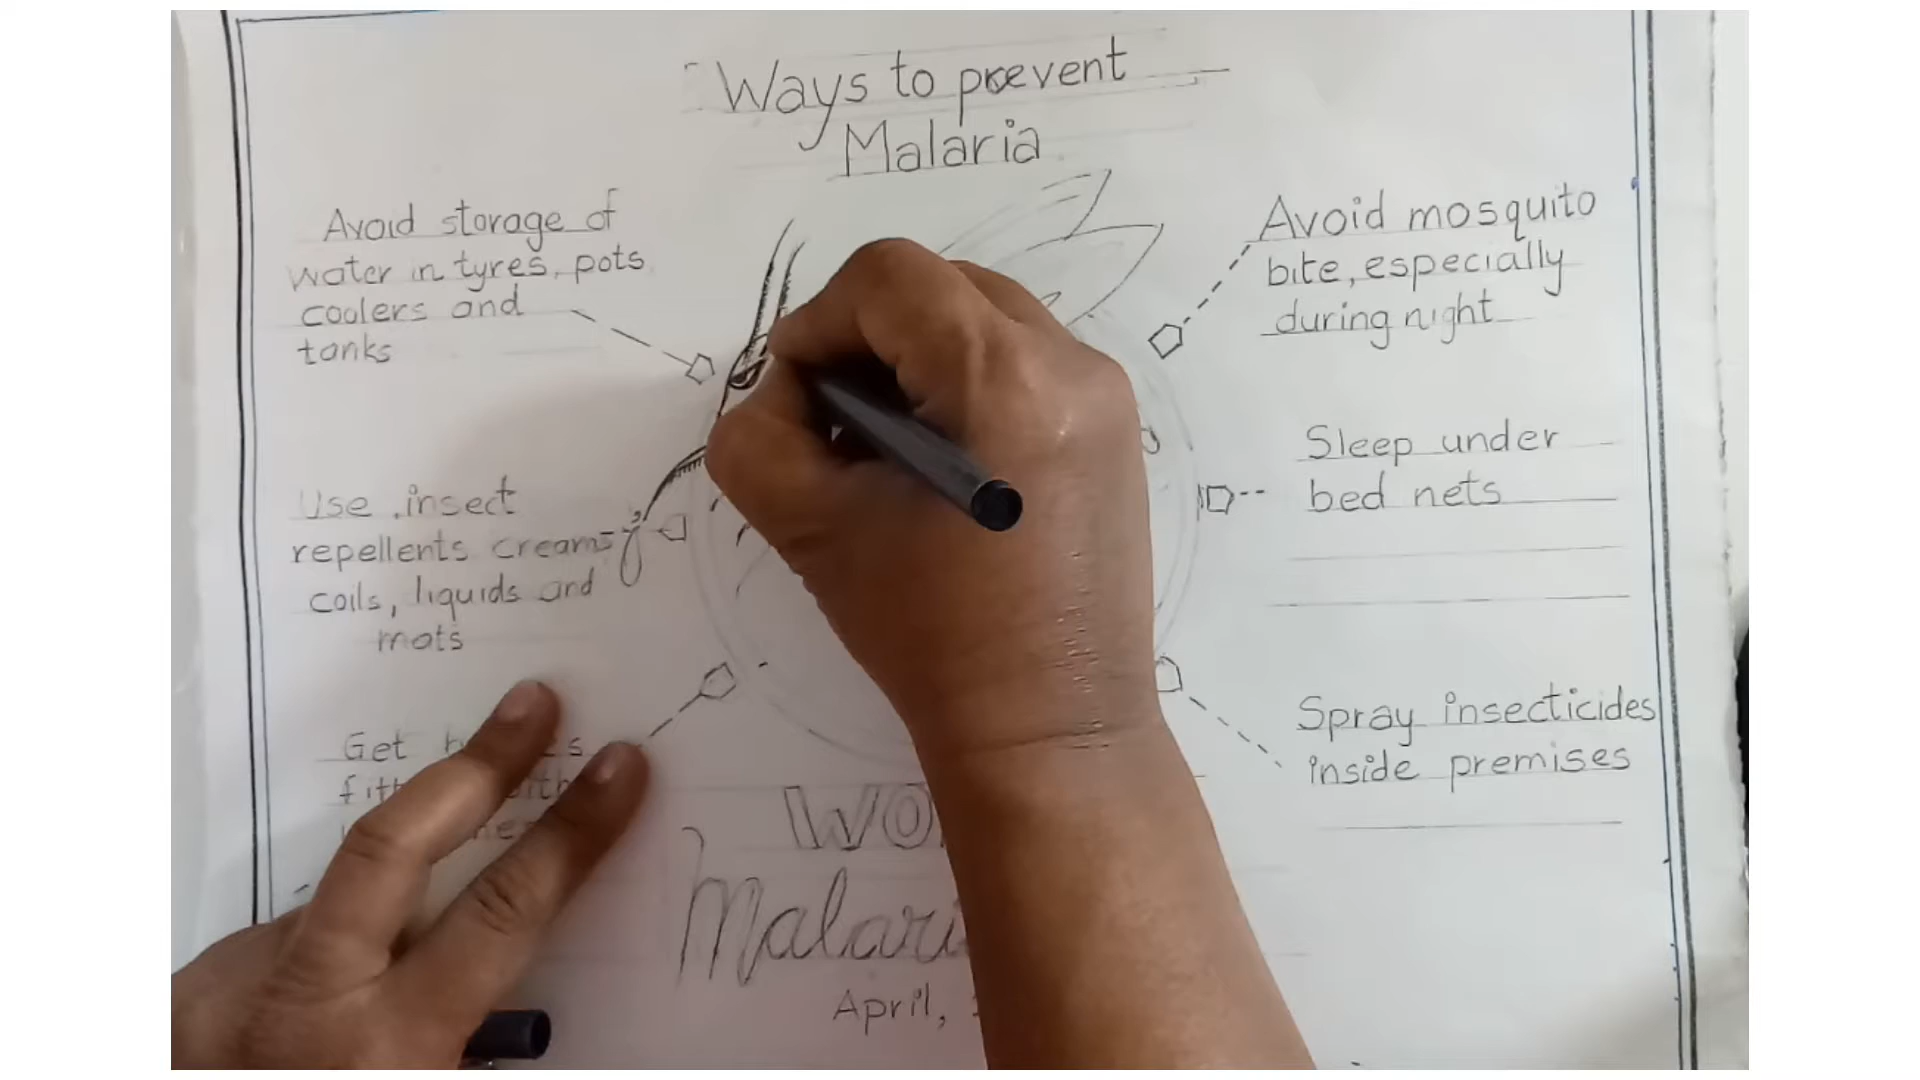 Ways to prevent
Malaria
Avoid storage of
water in tyres, pots
coolers and
tanks
Use insect
repellents creams
coils, liquids and
mats
Get
Avoid mosquito
bite, especially
during night
Sleep under
bed nets
Spray insecticides
inside premises
Malaria
April,